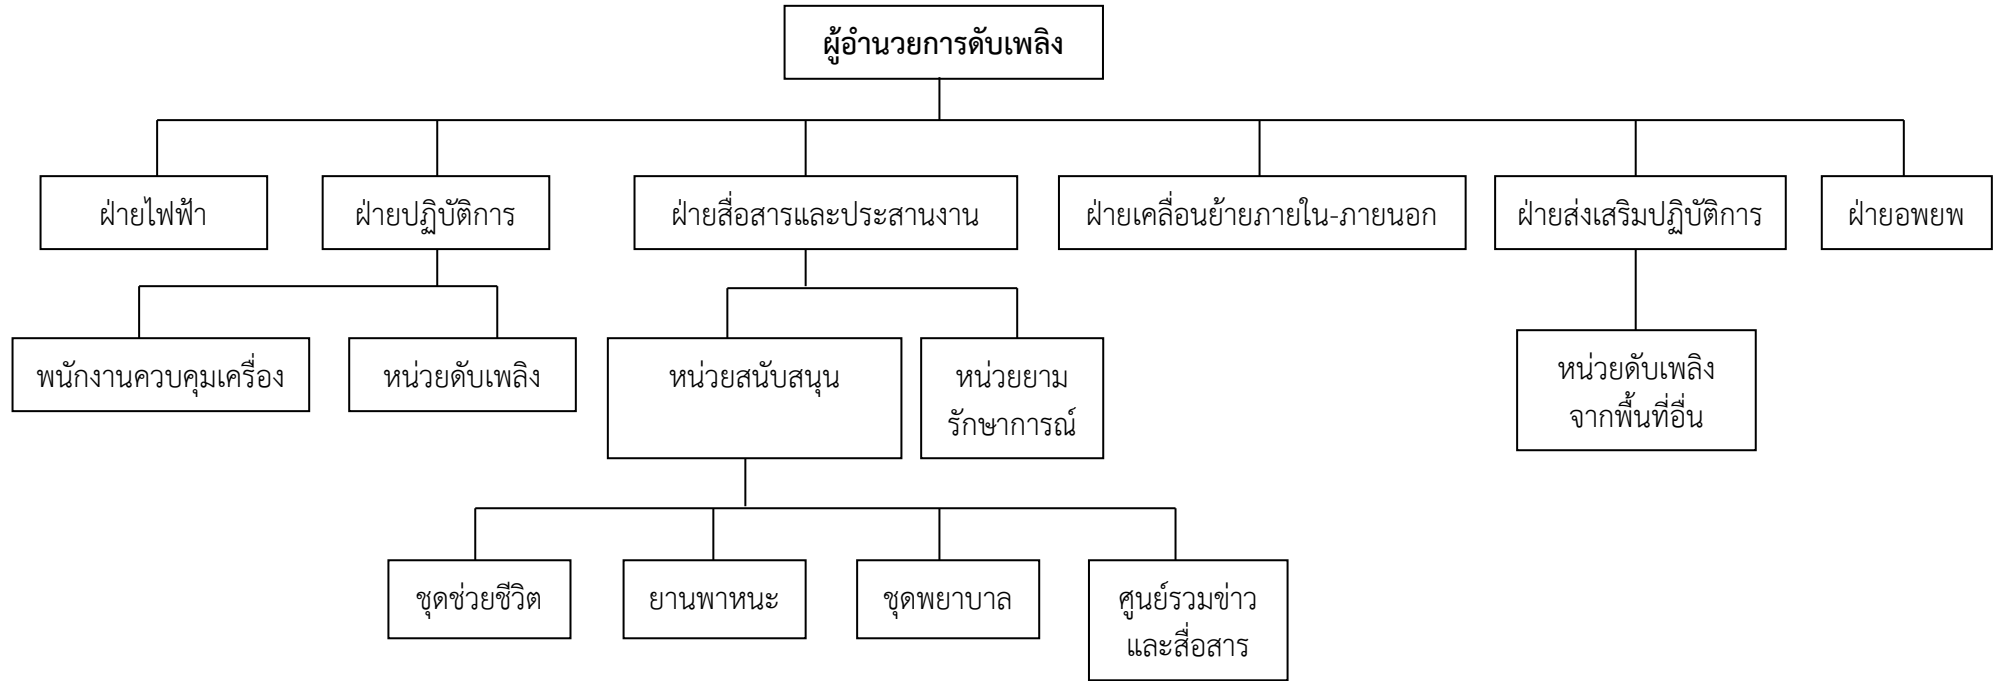 ผู้อำนวยการดับเพลิง
ฝ่ายไฟฟ้า
ฝ่ายปฏิบัติการ
ฝ่ายสื่อสารและประสานงาน
ฝ่ายเคลื่อนย้ายภายใน-ภายนอก
ฝ่ายส่งเสริมปฏิบัติการ
ฝ่ายอพยพ
พนักงานควบคุมเครื่อง
หน่วยดับเพลิง
หน่วยสนับสนุน
หน่วยยาม
รักษาการณ์
หน่วยดับเพลิง
จากพื้นที่อื่น
ชุดช่วยชีวิต
ยานพาหนะ
ชุดพยาบาล
ศูนย์รวมข่าว
และสื่อสาร